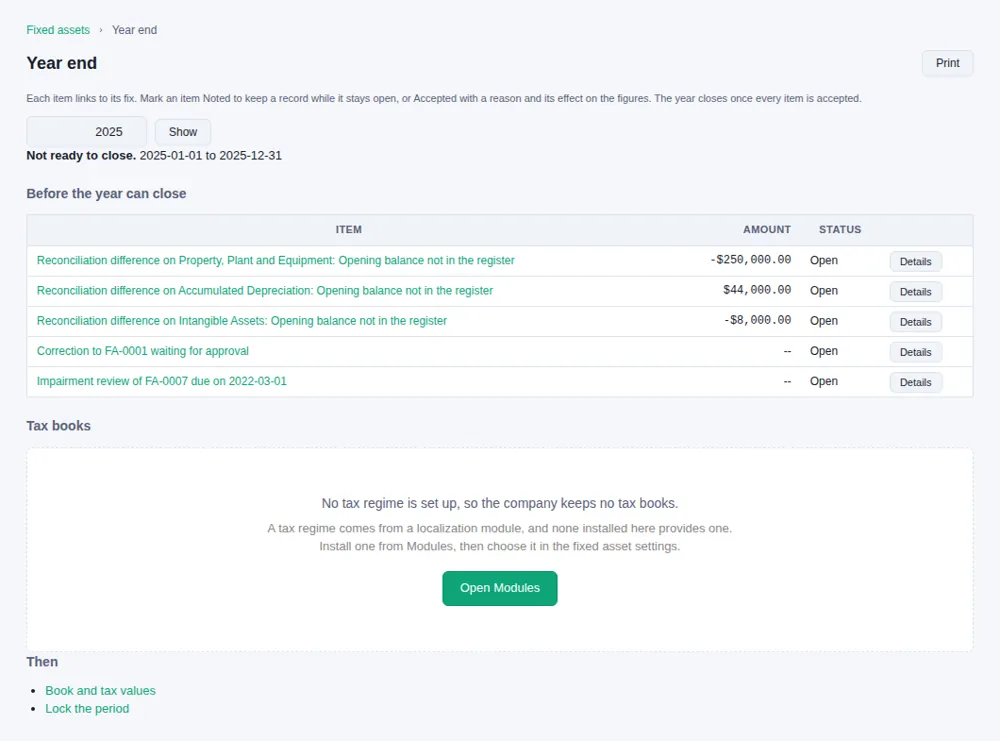 Fixed assets › Year end
Year end
Print
Each item links to its fix. Mark an item Noted to keep a record while it stays open, or Accepted with a reason and its effect on the figures. The year closes once every item is accepted.
2025 Show
Not ready to close. 2025-01-01 to 2025-12-31
Before the year can close
ITEM AMOUNT STATUS
Reconciliation difference on Property, Plant and Equipment: Opening balance not in the register -$250,000.00 Open Details
Reconciliation difference on Accumulated Depreciation: Opening balance not in the register $44,000.00 Open Details
Reconciliation difference on Intangible Assets: Opening balance not in the register -$8,000.00 Open Details
Correction to FA-0001 waiting for approval -- Open Details
Impairment review of FA-0007 due on 2022-03-01 -- Open Details
Tax books
No tax regime is set up, so the company keeps no tax books.
A tax regime comes from a localization module, and none installed here provides one.
Install one from Modules, then choose it in the fixed asset settings.
Open Modules
Then
• Book and tax values
• Lock the period